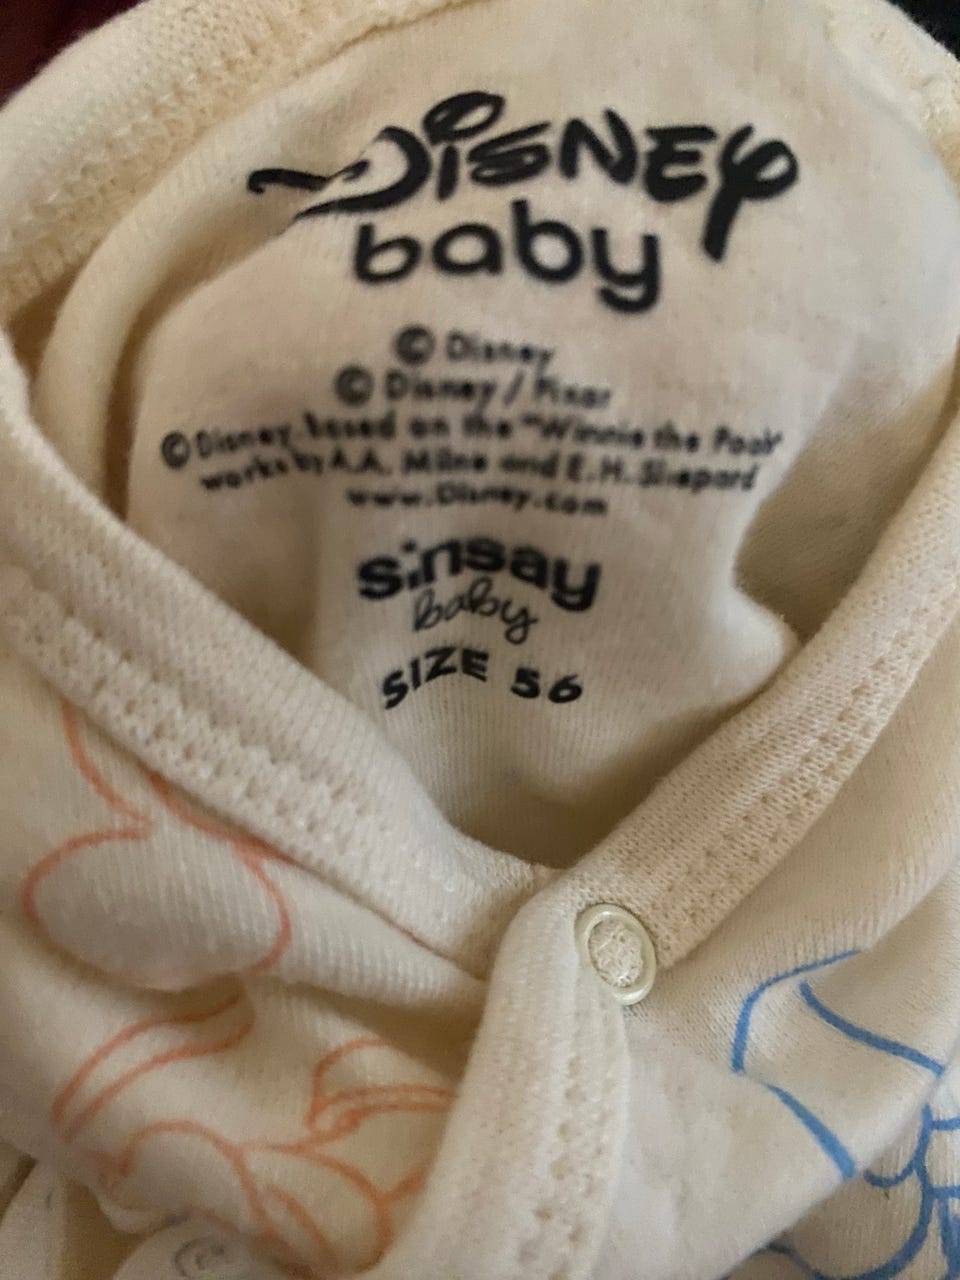 Disney
baby
© Disney
© Disney / Pixar
© Disney. based on the "Winnie the Pooh"
works by A.A. Milne and E.H. Shepard
www.Disney.com
sinsay
baby
SIZE 56